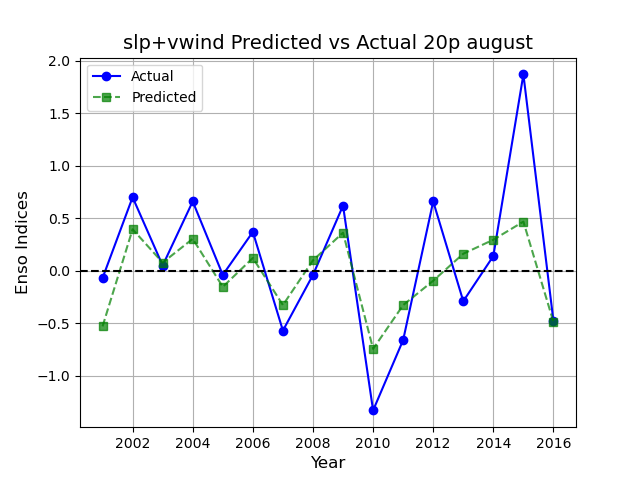 slp+vwind Predicted vs Actual 20p august
Actual
Predicted
Enso Indices
2.0
1.5
1.0
0.5
0.0
−0.5
−1.0
2002 2004 2006 2008 2010 2012 2014 2016
Year